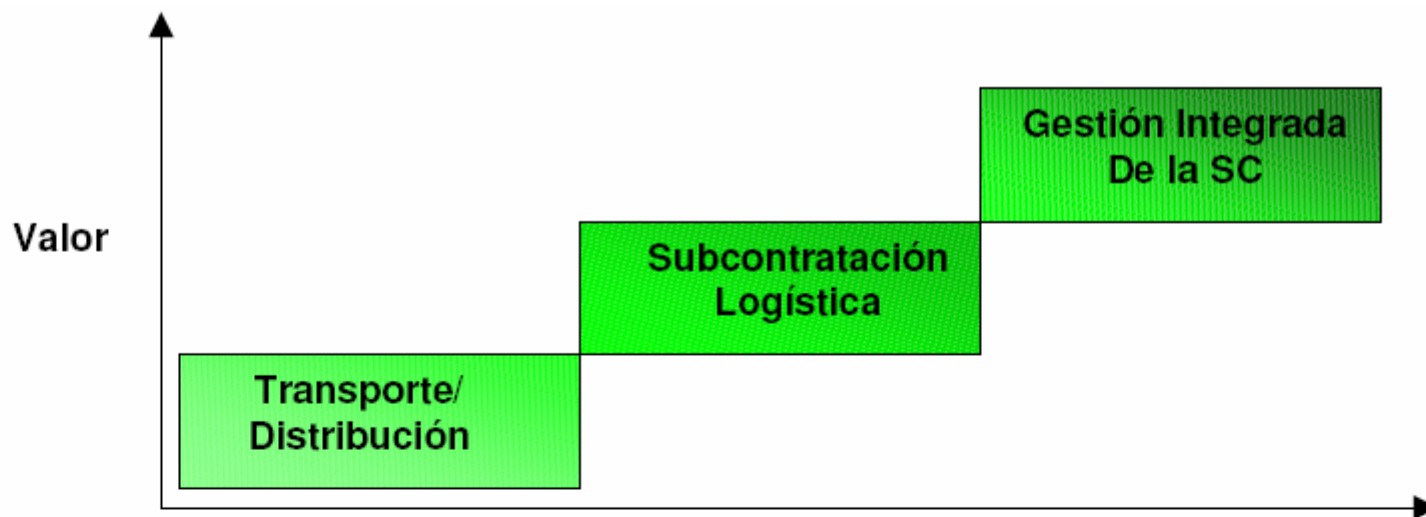 Valor
Gestión Integrada
De la SC
Subcontratación
Logística
Transporte/
Distribución